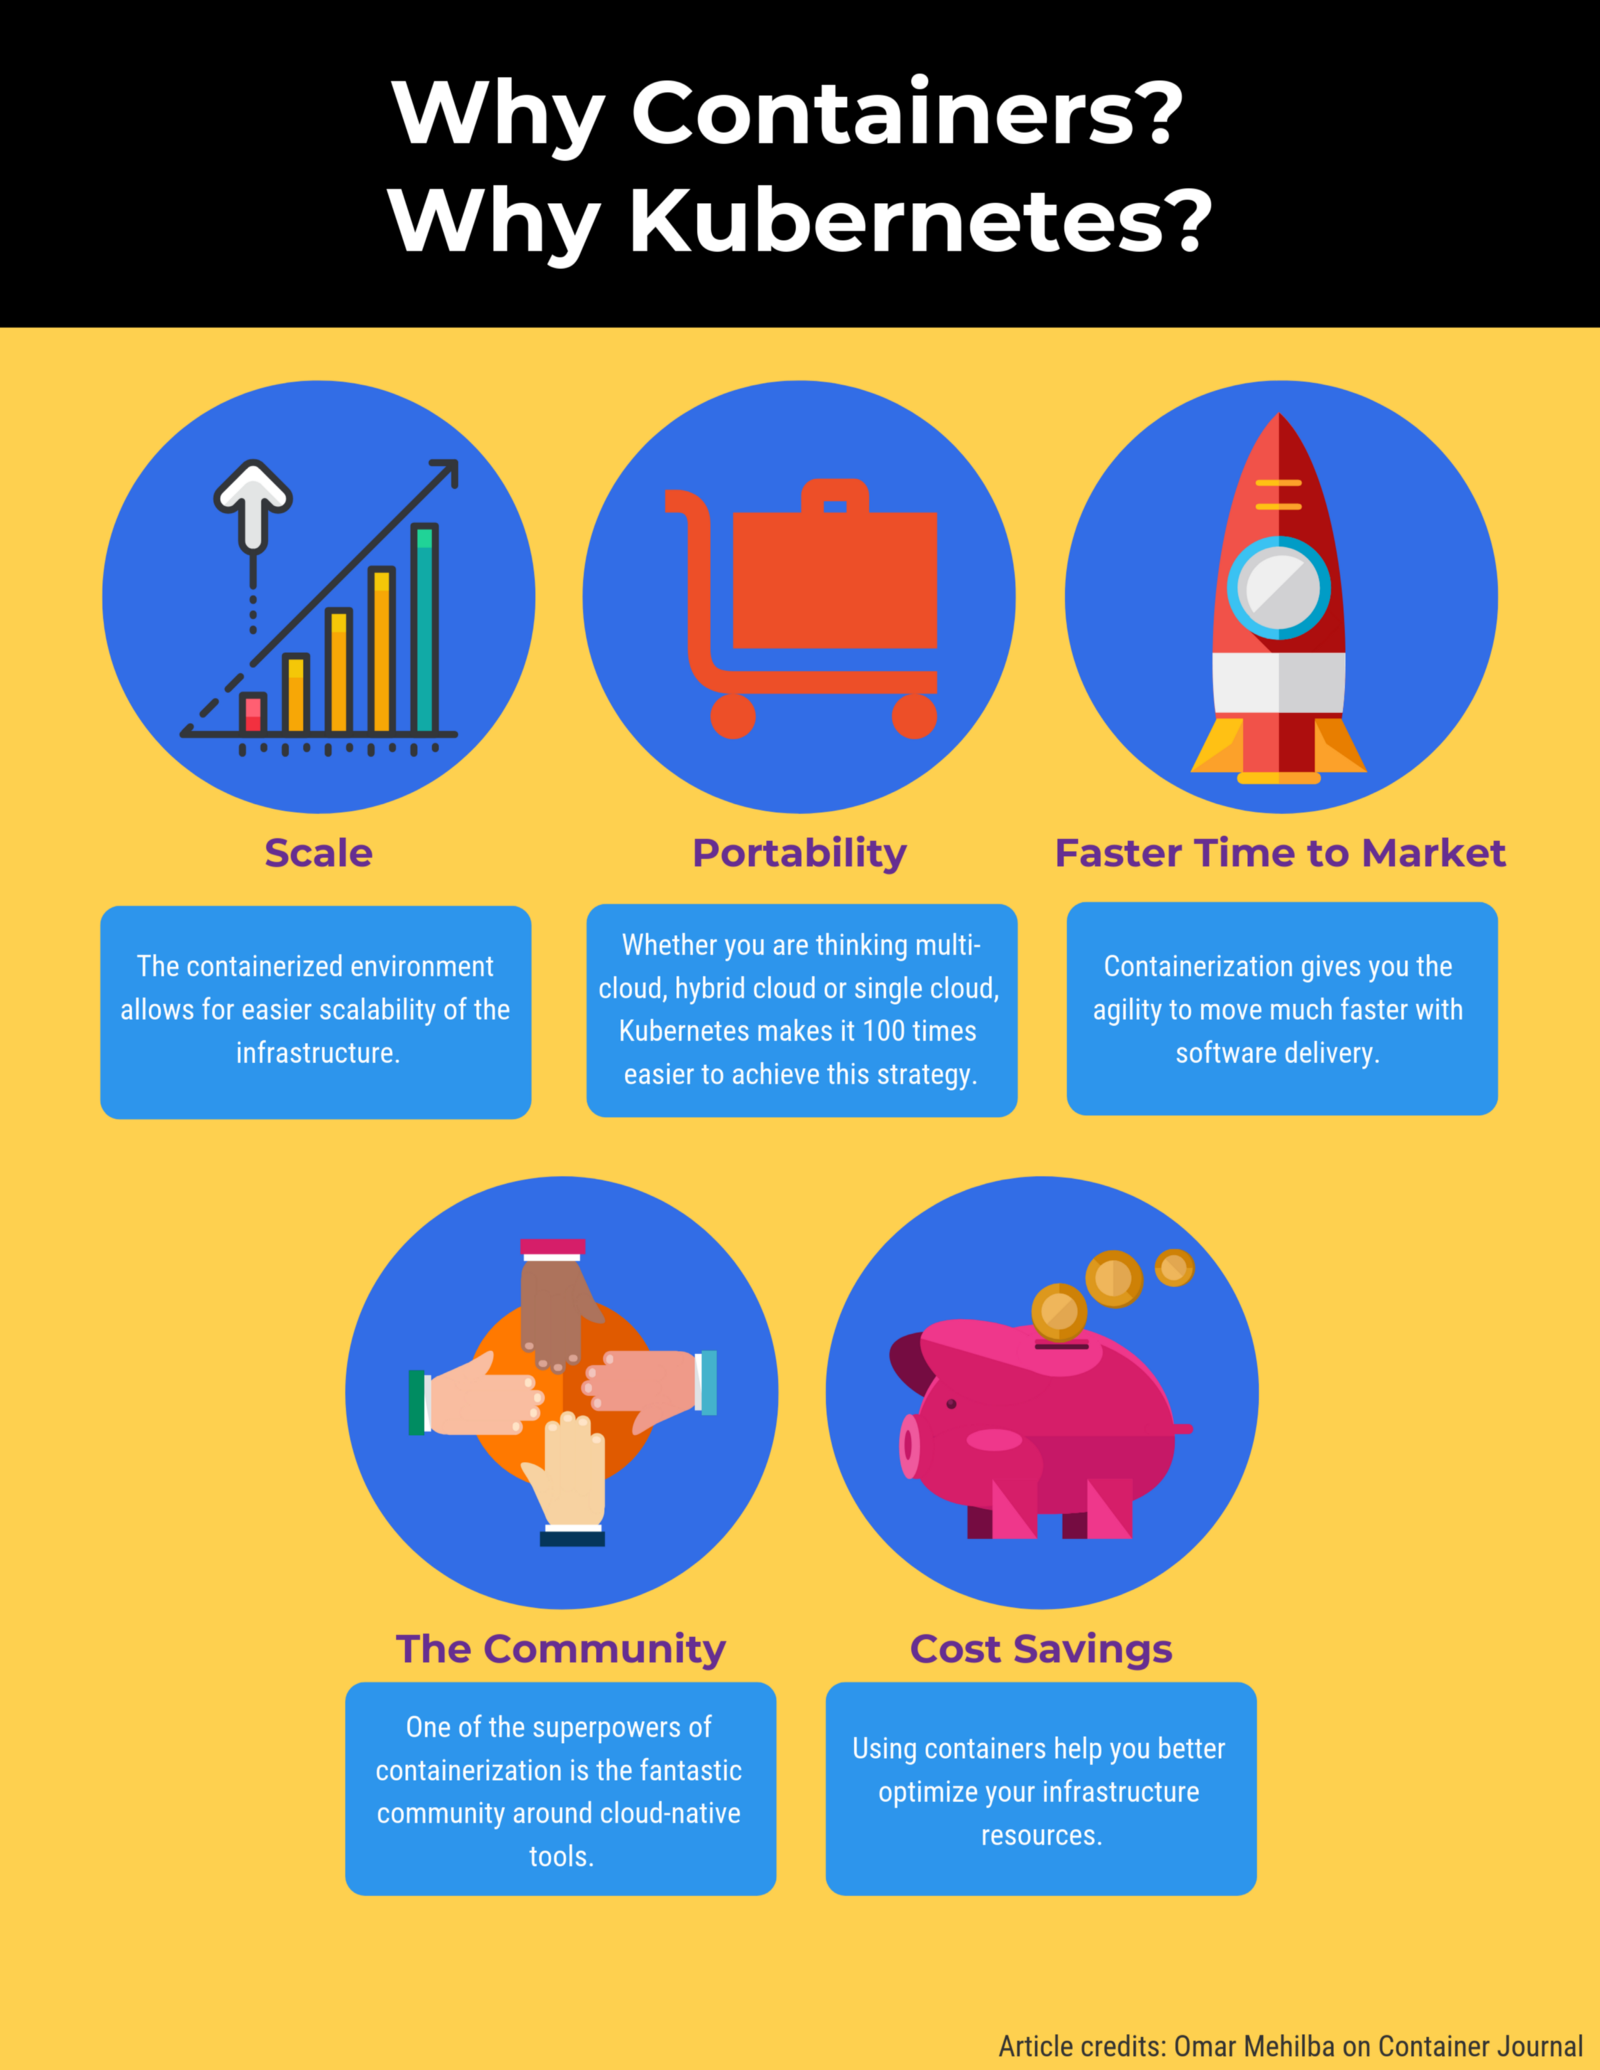 Why Containers?
Why Kubernetes?
Scale
Portability
Faster Time to Market
The containerized environment
allows for easier scalability of the
infrastructure.
Whether you are thinking multi-
cloud, hybrid cloud or single cloud,
Kubernetes makes it 100 times
easier to achieve this strategy.
Containerization gives you the
agility to move much faster with
software delivery.
The Community
Cost Savings
One of the superpowers of
containerization is the fantastic
community around cloud-native
tools.
Using containers help you better
optimize your infrastructure
resources.
Article credits: Omar Mehilba on Container Journal